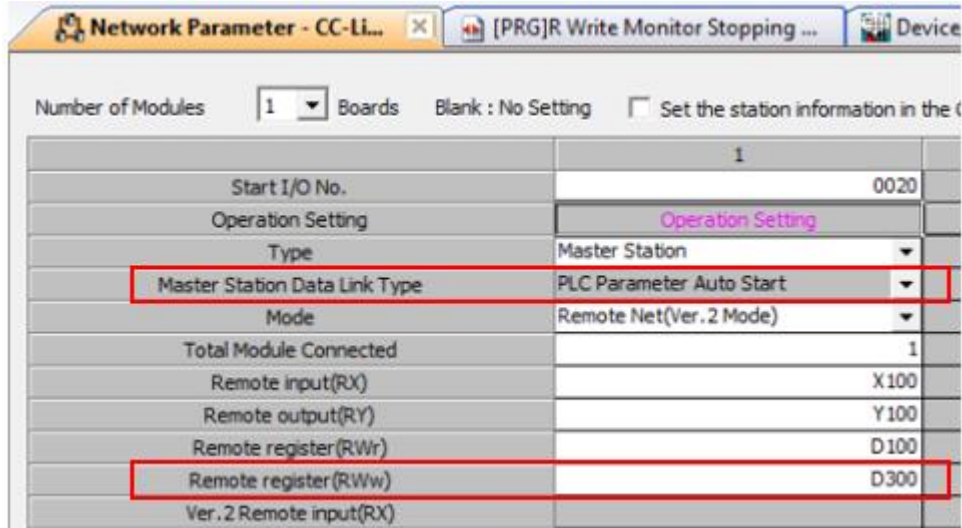 Network Parameter - CC-Li... [PRG]R Write Monitor Stopping ... Device
Number of Modules 1 Boards Blank : No Setting Set the station information in the
1
Start I/O No. 0020
Operation Setting Operation Setting
Type Master Station
Master Station Data Link Type PLC Parameter Auto Start
Mode Remote Net(Ver.2 Mode)
Total Module Connected 1
Remote input(RX) X100
Remote output(RY) Y100
Remote register(RWr) D100
Remote register(RWw) D300
Ver.2 Remote input(RX)